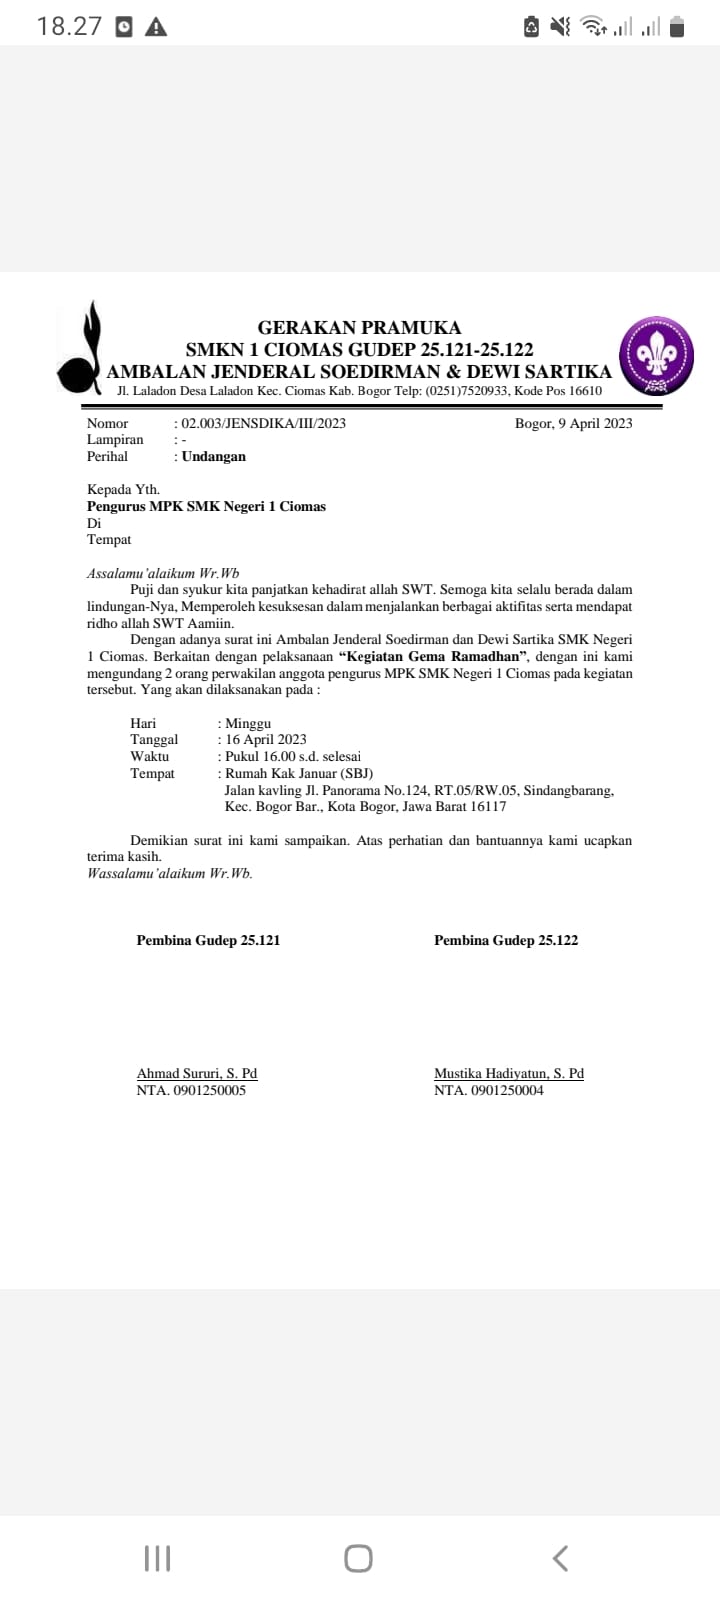 18.27
GERAKAN PRAMUKA
SMKN 1 CIOMAS GUDEP 25.121-25.122
AMBALAN JENDERAL SOEDIRMAN & DEWI SARTIKA
Jl. Laladon Desa Laladon Kec. Ciomas Kab. Bogor Telp: (0251)7520933, Kode Pos 16610
Nomor : 02.003/JENSDIKA/III/2023 Bogor, 9 April 2023
Lampiran : -
Perihal : Undangan
Kepada Yth.
Pengurus MPK SMK Negeri 1 Ciomas
Di
Tempat
Assalamu'alaikum Wr.Wb
Puji dan syukur kita panjatkan kehadirat allah SWT. Semoga kita selalu berada dalam
lindungan-Nya, Memperoleh kesuksesan dalam menjalankan berbagai aktifitas serta mendapat
ridho allah SWT Aamiin.
Dengan adanya surat ini Ambalan Jenderal Soedirman dan Dewi Sartika SMK Negeri
1 Ciomas. Berkaitan dengan pelaksanaan “Kegiatan Gema Ramadhan”, dengan ini kami
mengundang 2 orang perwakilan anggota pengurus MPK SMK Negeri 1 Ciomas pada kegiatan
tersebut. Yang akan dilaksanakan pada :
Hari : Minggu
Tanggal : 16 April 2023
Waktu : Pukul 16.00 s.d. selesai
Tempat : Rumah Kak Januar (SBJ)
Jalan kavling Jl. Panorama No.124, RT.05/RW.05, Sindangbarang,
Kec. Bogor Bar., Kota Bogor, Jawa Barat 16117
Demikian surat ini kami sampaikan. Atas perhatian dan bantuannya kami ucapkan
terima kasih.
Wassalamu'alaikum Wr.Wb.
Pembina Gudep 25.121 Pembina Gudep 25.122
Ahmad Sururi, S. Pd Mustika Hadiyatun, S. Pd
NTA. 0901250005 NTA. 0901250004